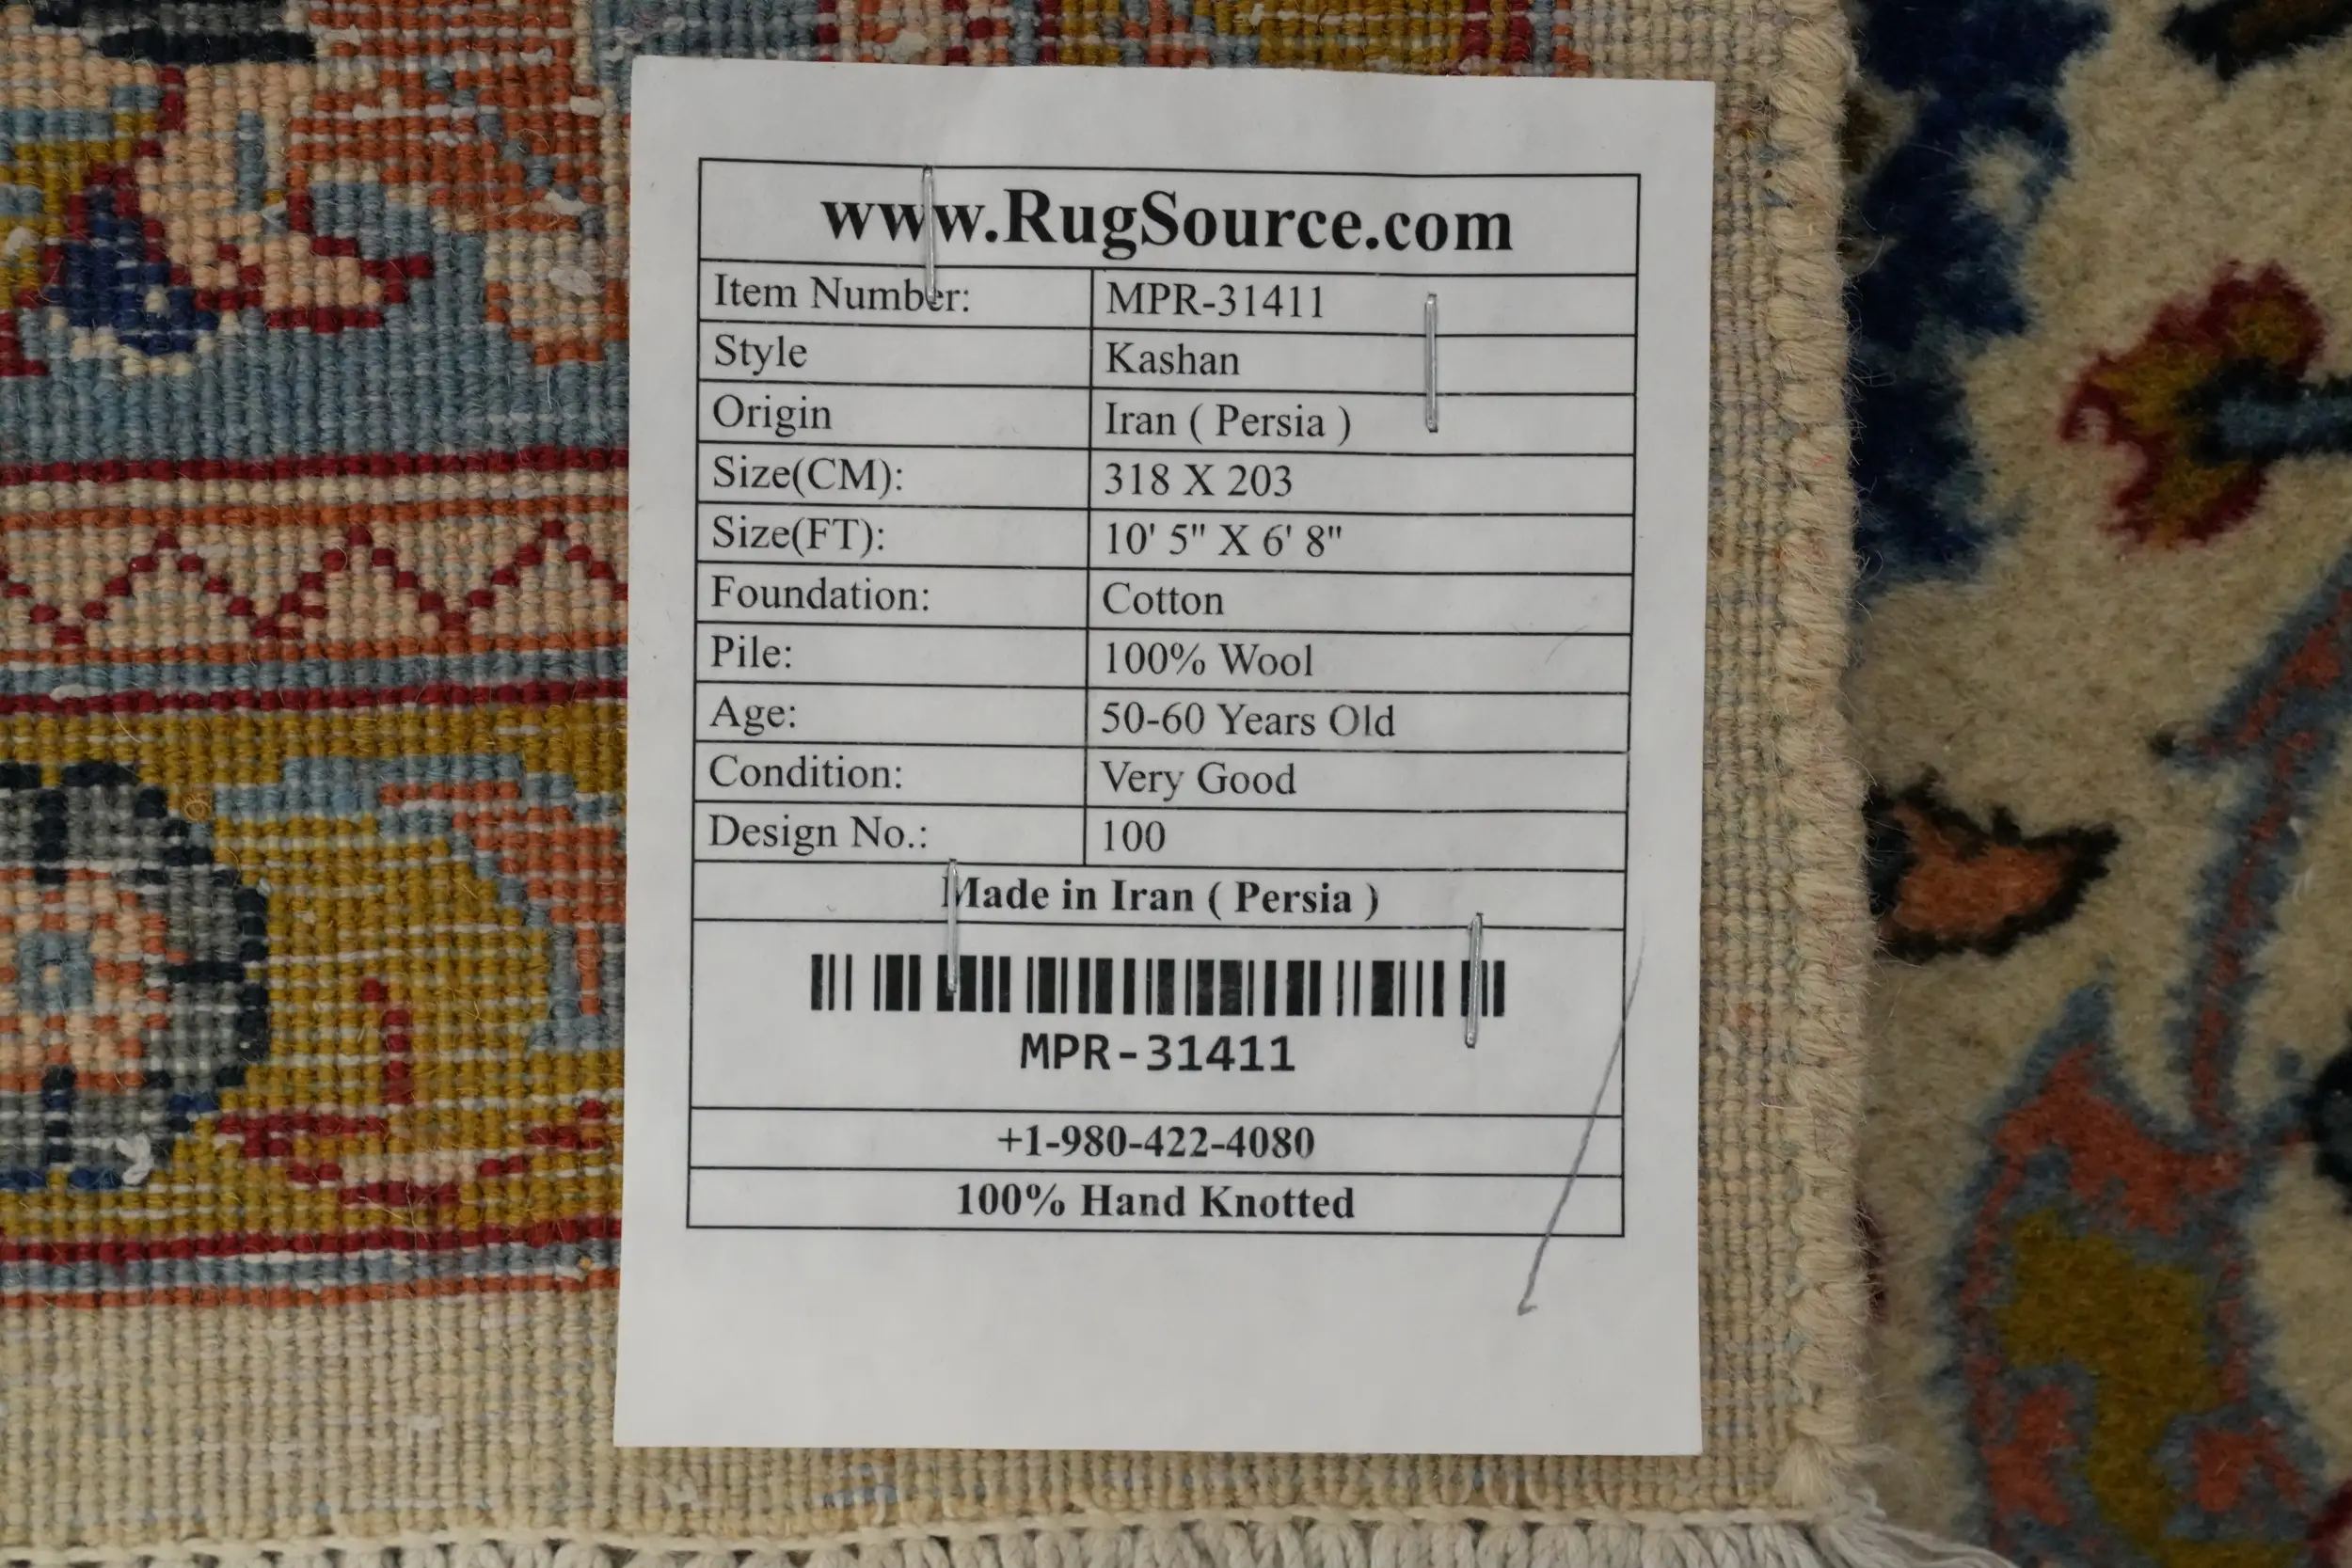 www.RugSource.com
Item Number: MPR-31411
Style Kashan
Origin Iran ( Persia )
Size(CM): 318 X 203
Size(FT): 10' 5" X 6' 8"
Foundation: Cotton
Pile: 100% Wool
Age: 50-60 Years Old
Condition: Very Good
Design No.: 100
Made in Iran ( Persia )
MPR-31411
+1-980-422-4080
100% Hand Knotted